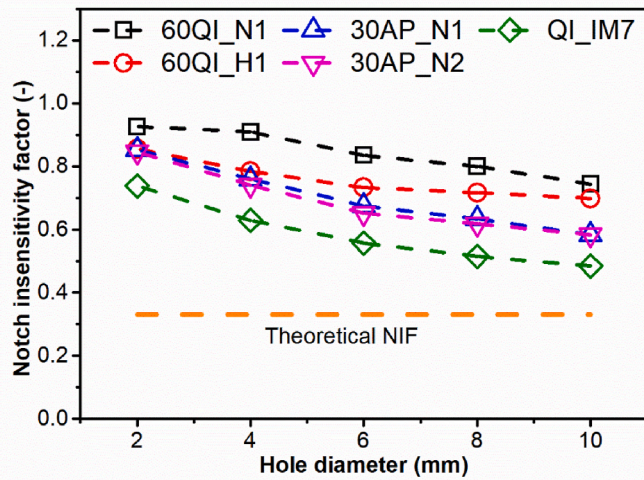 60QI_N1 30AP_N1 QI_IM7
60QI_H1 30AP_N2
Notch insensitivity factor (-)
1.2
1.0
0.8
0.6
0.4
0.2
0.0
Theoretical NIF
2 4 6 8 10
Hole diameter (mm)